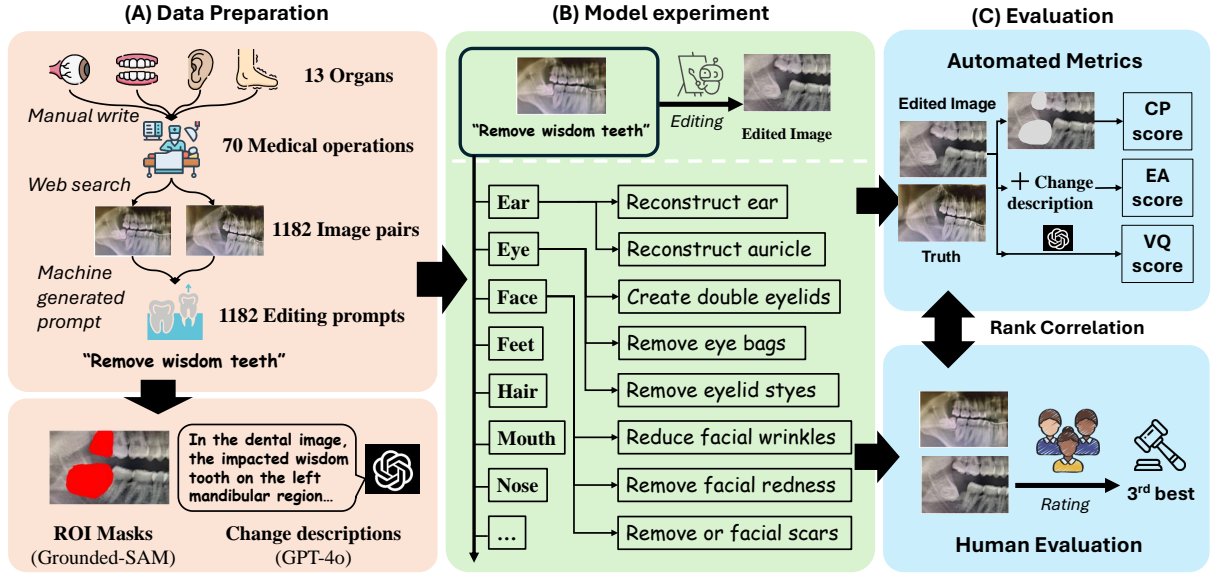 (A) Data Preparation
13 Organs
Manual write
70 Medical operations
Web search
1182 Image pairs
Machine
generated
prompt
1182 Editing prompts
“Remove wisdom teeth”
In the dental image,
the impacted wisdom
tooth on the left
mandibular region…
ROI Masks
(Grounded-SAM)
Change descriptions
(GPT-4o)
(B) Model experiment
“Remove wisdom teeth”
Editing
Edited Image
Ear
Eye
Face
Feet
Hair
Mouth
Nose
…
Reconstruct ear
Reconstruct auricle
Create double eyelids
Remove eye bags
Remove eyelid styes
Reduce facial wrinkles
Remove facial redness
Remove or facial scars
(C) Evaluation
Automated Metrics
Edited Image
Truth
+ Change
description
CP
score
EA
score
VQ
score
Rank Correlation
Rating
3rd best
Human Evaluation